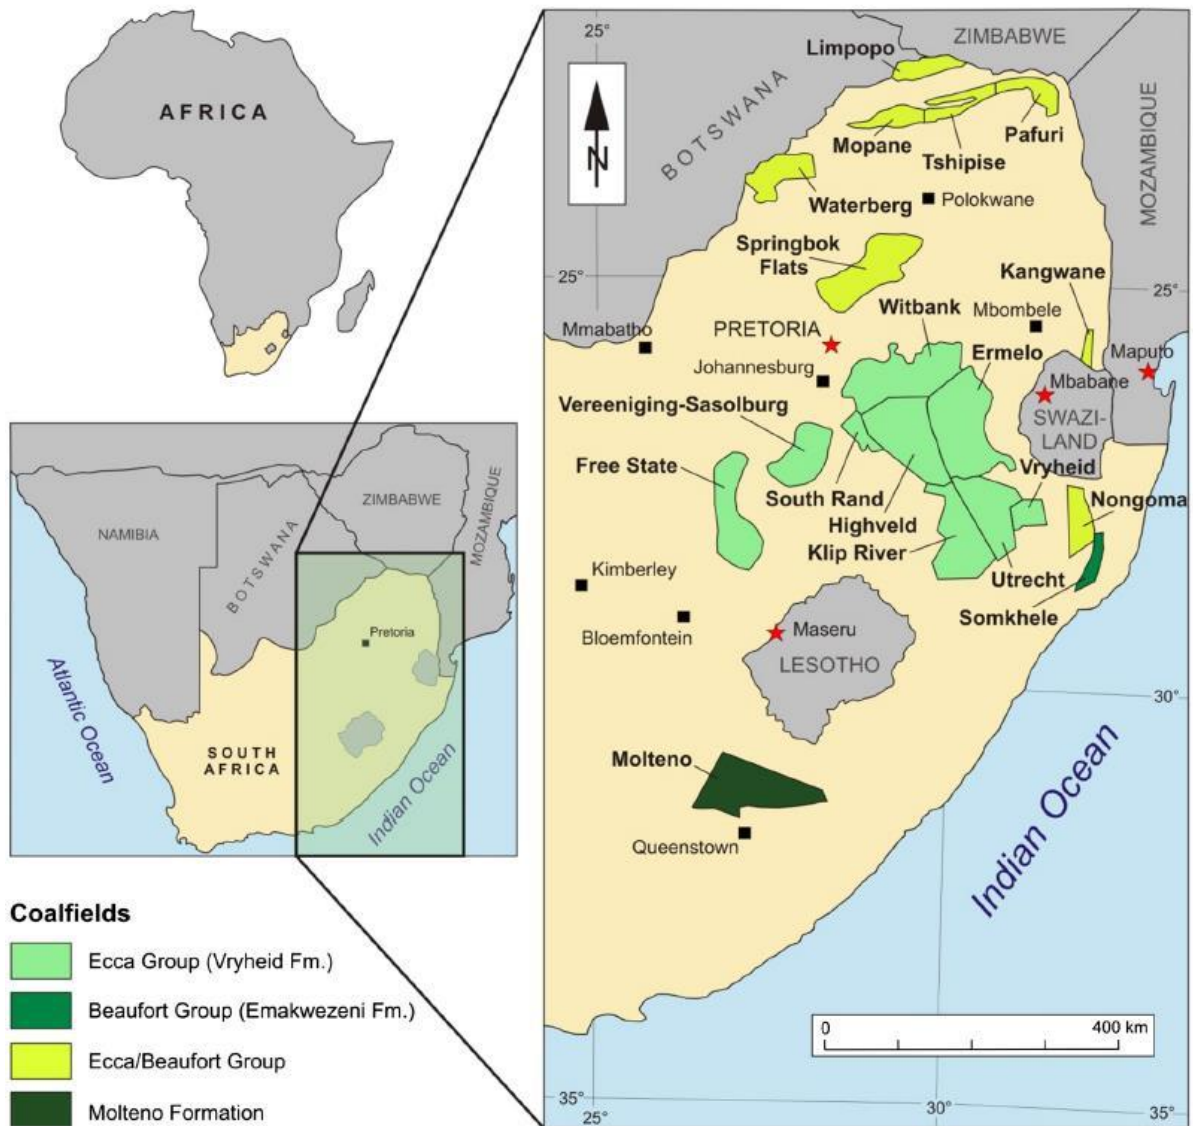 AFRICA
NAMIBIA
BOTSWANA
ZIMBABWE
MOZAMBIQUE
Pretoria
Atlantic Ocean
SOUTH
AFRICA
Indian Ocean
Coalfields
Ecca Group (Vryheid Fm.)
Beaufort Group (Emakwezeni Fm.)
Ecca/Beaufort Group
Molteno Formation
25°
ZIMBABWE
Limpopo
BOTSWANA
MOZAMBIQUE
N
Mopane
Tshipise
Pafuri
Waterberg
Polokwane
Springbok
Flats
Kangwane
25°
25°
Witbank
Mbombele
Mmabatho
PRETORIA
Ermelo
Maputo
Johannesburg
Mbabane
Vereeniging-Sasolburg
SWAZI-
LAND
Free State
Vryheid
South Rand
Nongoma
Highveld
Klip River
Kimberley
Utrecht
Somkhele
Bloemfontein
Maseru
LESOTHO
30°
Molteno
Indian Ocean
Queenstown
0
400 km
35°
25°
30°
35°